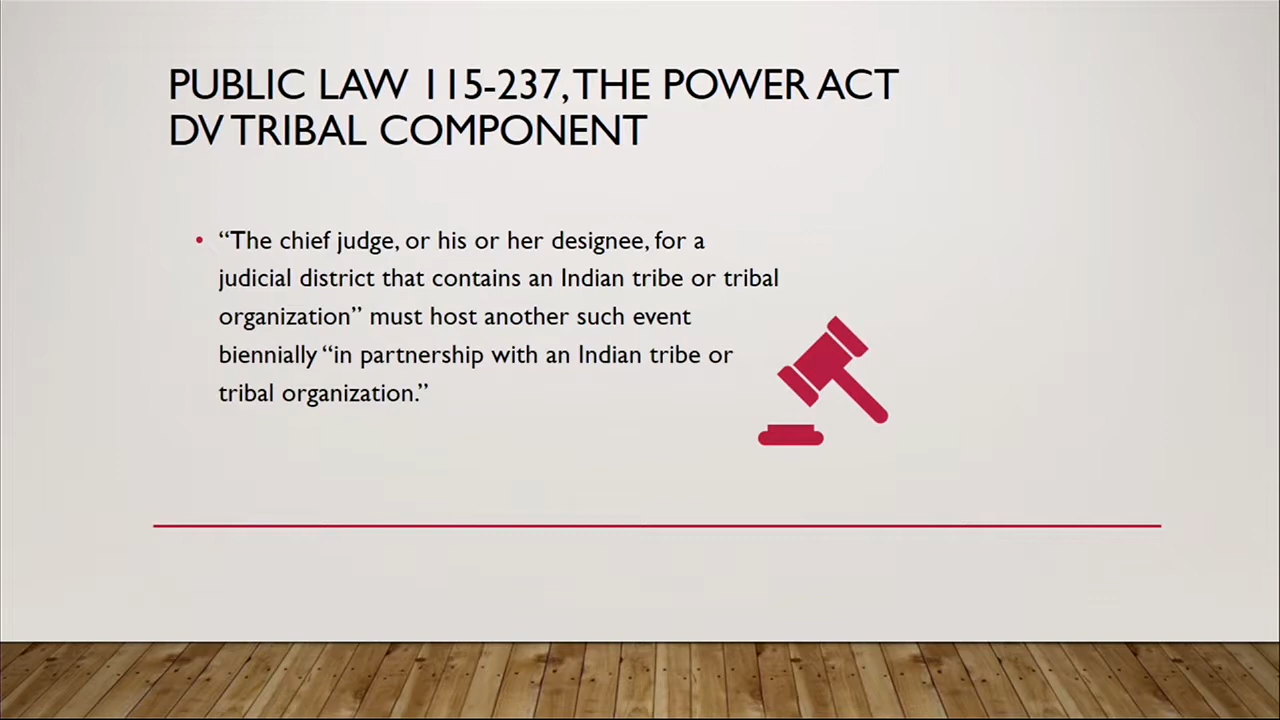 PUBLIC LAW 115-237, THE POWER ACT
DV TRIBAL COMPONENT
• “The chief judge, or his or her designee, for a
judicial district that contains an Indian tribe or tribal
organization” must host another such event
biennially “in partnership with an Indian tribe or
tribal organization.”